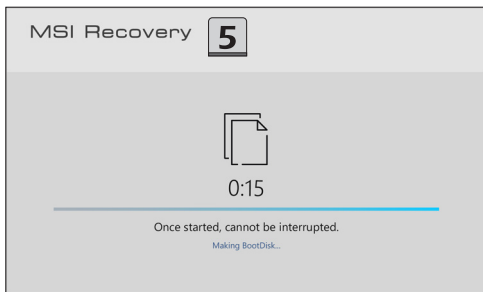 MSI Recovery 5
0:15
Once started, cannot be interrupted.
Making BootDisk...